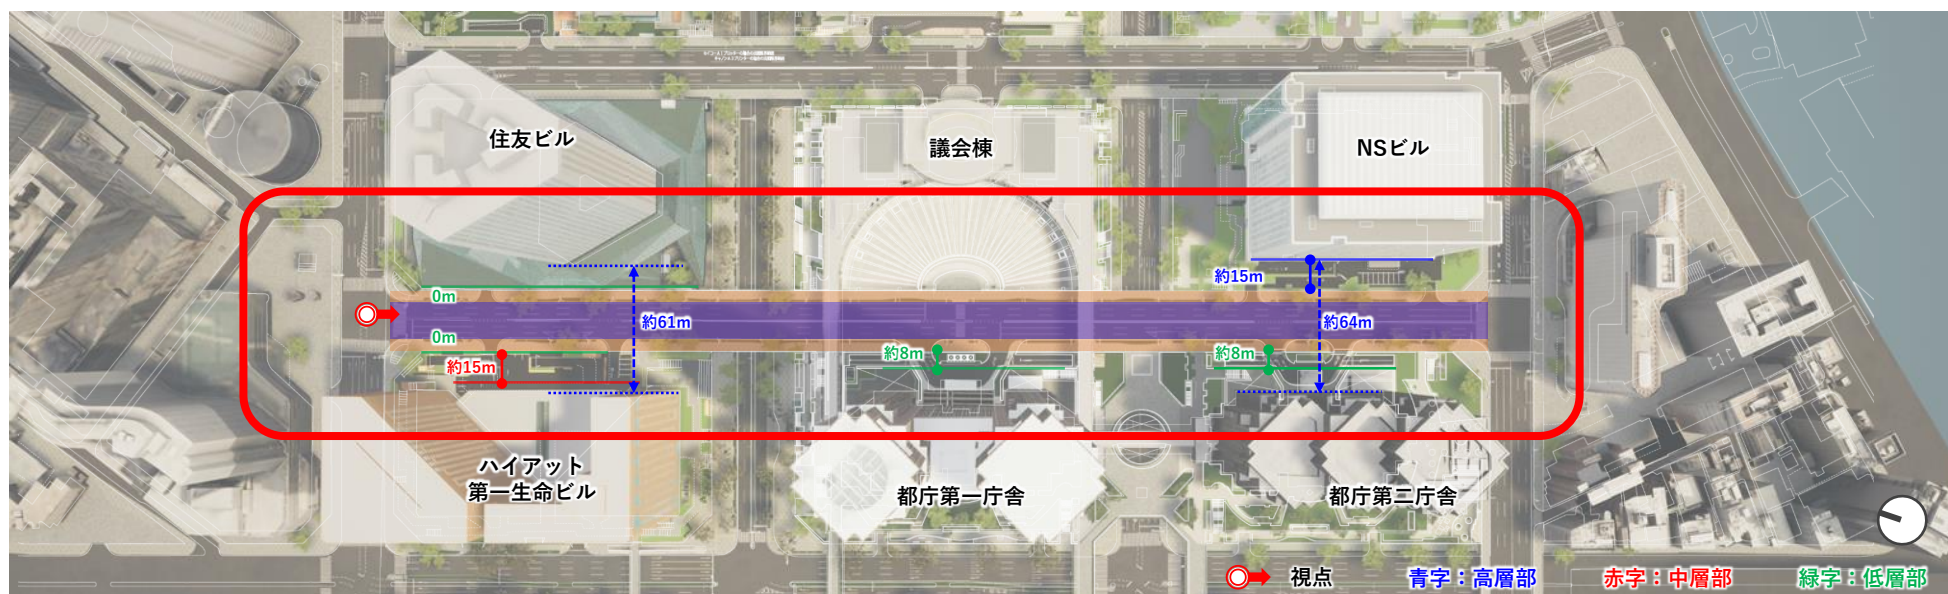 住友ビル
議会棟
NSビル
0m
0m
約61m
約15m
約15m
約64m
約8m
約8m
ハイアット
第一生命ビル
都庁第一庁舎
都庁第二庁舎
視点
青字：高層部
赤字：中層部
緑字：低層部